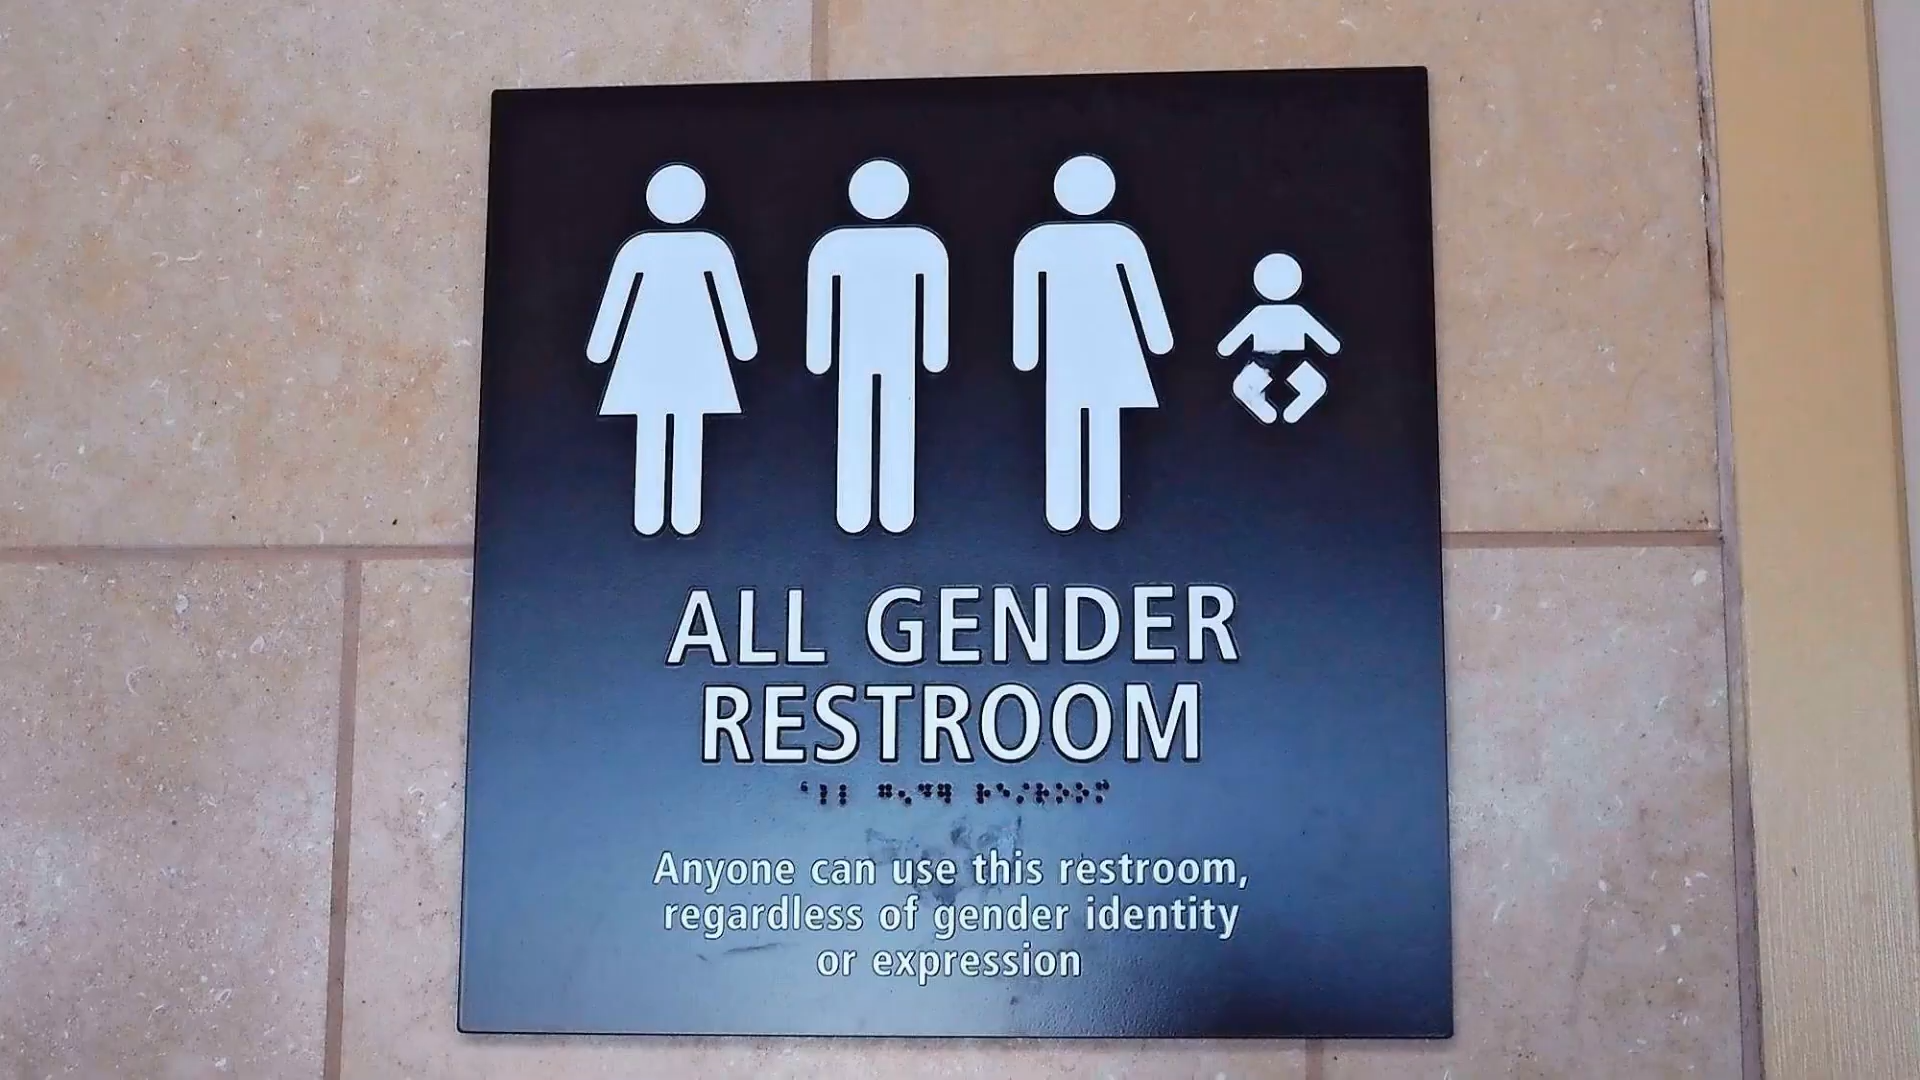 ALL GENDER
RESTROOM
Anyone can use this restroom,
regardless of gender identity
or expression